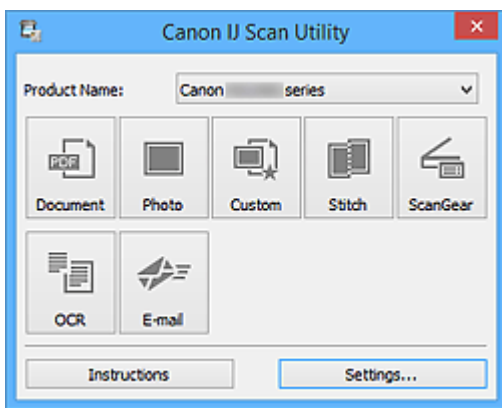 Canon IJ Scan Utility
Product Name: Canon series
PDF
Document Photo Custom Stitch ScanGear
OCR E-mail
Instructions Settings...